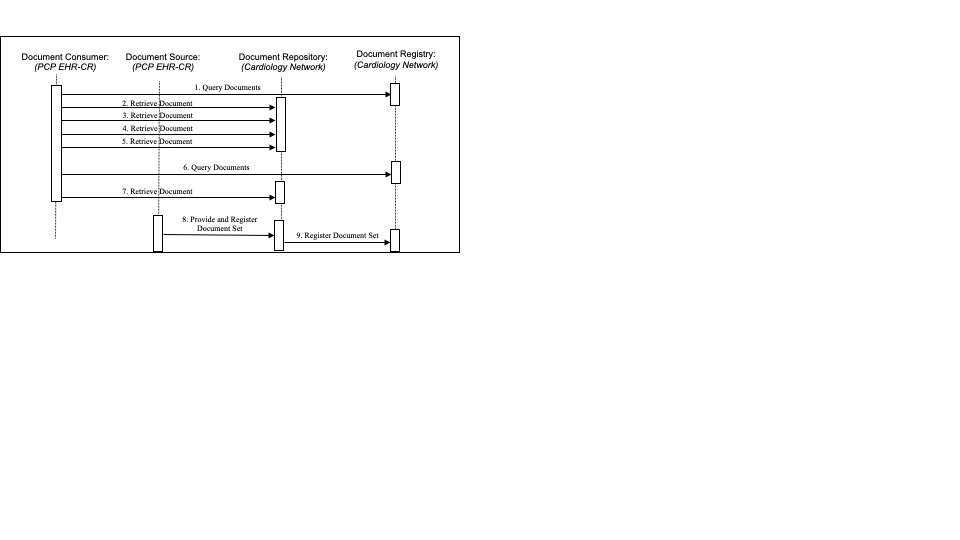 Document Consumer:
(PCP EHR-CR)
Document Source:
(PCP EHR-CR)
Document Repository:
(Cardiology Network)
Document Registry:
(Cardiology Network)
1. Query Documents
2. Retrieve Document
3. Retrieve Document
4. Retrieve Document
5. Retrieve Document
6. Query Documents
7. Retrieve Document
8. Provide and Register
Document Set
9. Register Document Set